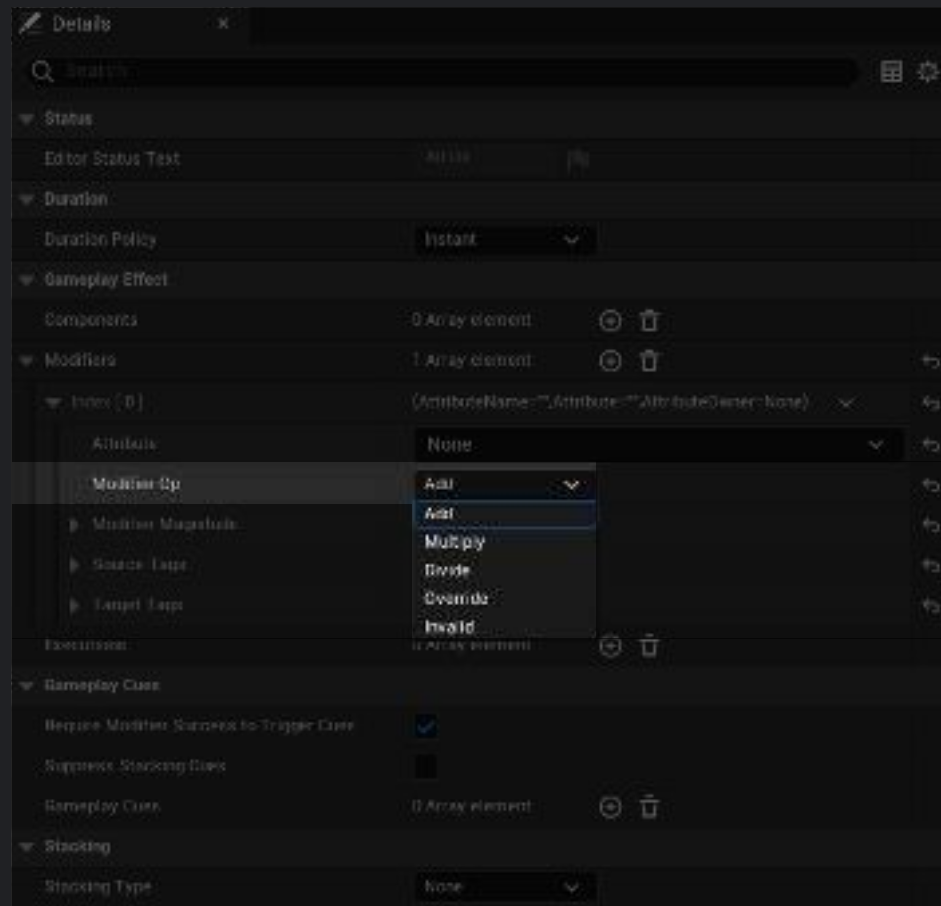 Details
Search
Status
Editor Status Text
Duration
Duration Policy Instant
Gameplay Effect
Components 0 Array element
Modifiers 1 Array element
Index [ 0 ] (AttributeName="",Attribute="",AttributeOwner=None)
Attribute None
Modifier Op Add
Add
Modifier Magnitude
Multiply
Source Tags
Divide
Override
Target Tags
Invalid
Executions 0 Array element
Gameplay Cues
Require Modifier Success to Trigger Cues
Suppress Stacking Cues
Gameplay Cues 0 Array element
Stacking
Stacking Type None